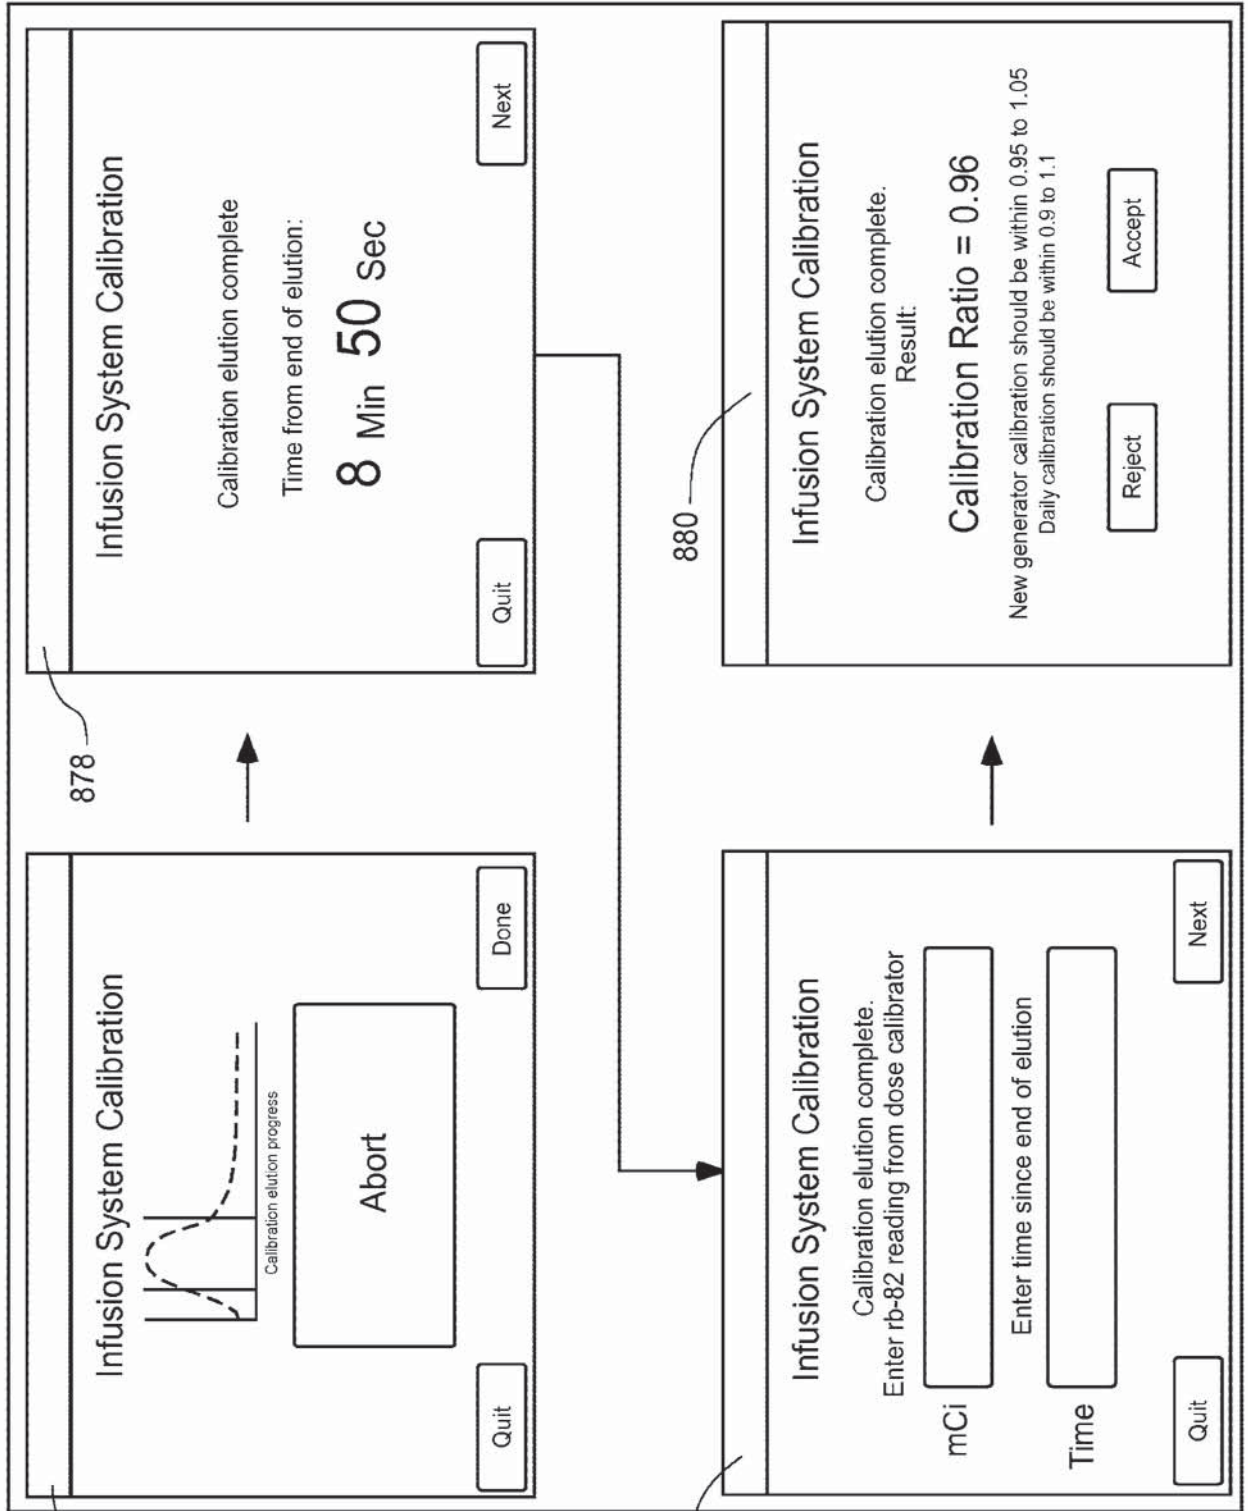 Infusion System Calibration
Calibration elution progress
Abort
Quit
Done
878
Infusion System Calibration
Calibration elution complete
Time from end of elution:
8 Min 50 Sec
Quit
Next
Infusion System Calibration
Calibration elution complete.
Enter rb-82 reading from dose calibrator
mCi
Enter time since end of elution
Time
Quit
Next
880
Infusion System Calibration
Calibration elution complete.
Result:
Calibration Ratio = 0.96
New generator calibration should be within 0.95 to 1.05
Daily calibration should be within 0.9 to 1.1
Reject
Accept